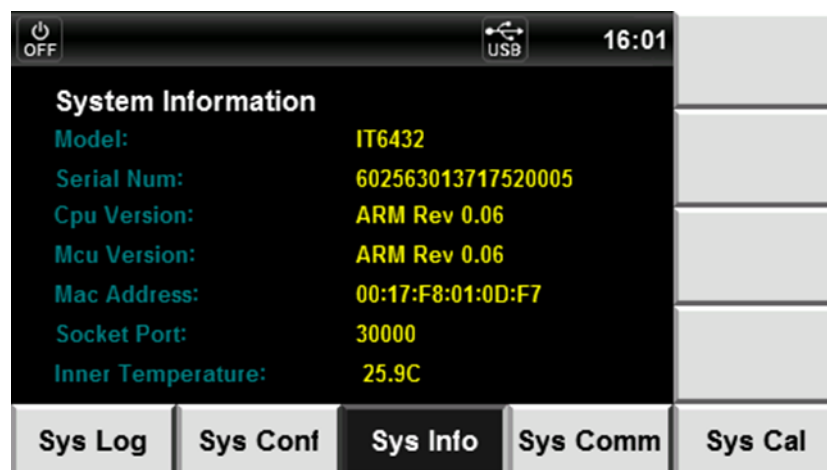 OFF USB 16:01
System Information
Model: IT6432
Serial Num: 602563013717520005
Cpu Version: ARM Rev 0.06
Mcu Version: ARM Rev 0.06
Mac Address: 00:17:F8:01:0D:F7
Socket Port: 30000
Inner Temperature: 25.9C
Sys Log Sys Conf Sys Info Sys Comm Sys Cal